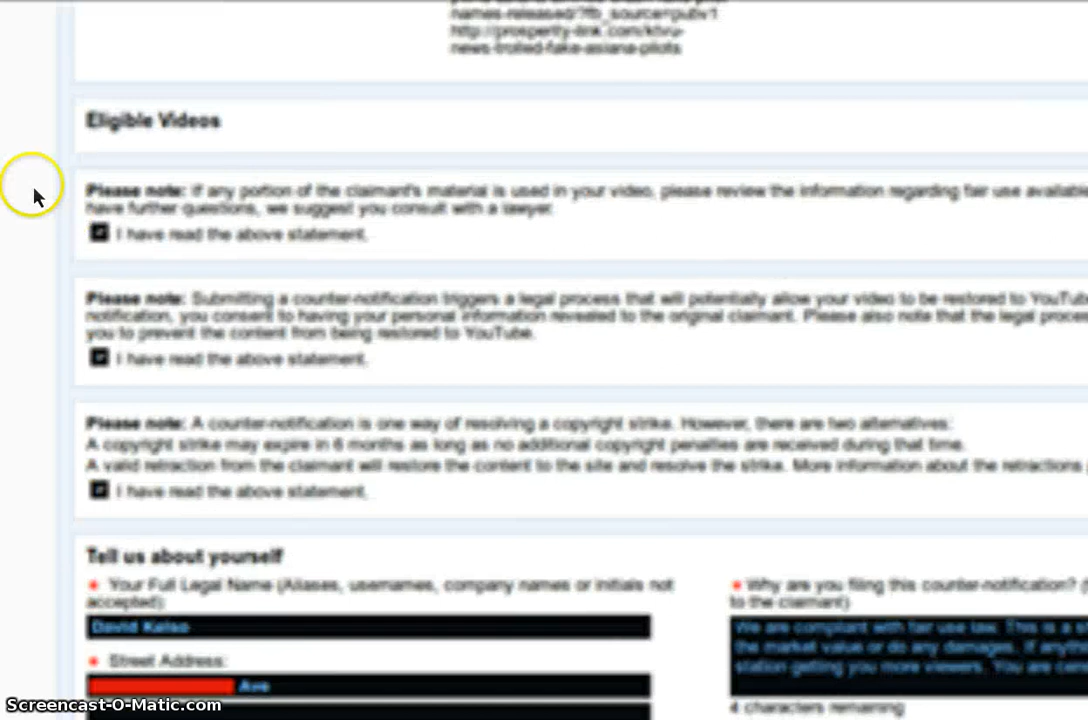 names-released/?fb_source=pubv1
http://prosperity-link.com/ktvu-
news-trolled-fake-asiana-pilots
Eligible Videos
Please note: If any portion of the claimant's material is used in your video, please review the information regarding fair use available
have further questions, we suggest you consult with a lawyer.
I have read the above statement.
Please note: Submitting a counter-notification triggers a legal process that will potentially allow your video to be restored to YouTube
notification, you consent to having your personal information revealed to the original claimant. Please also note that the legal process
you to prevent the content from being restored to YouTube.
I have read the above statement.
Please note: A counter-notification is one way of resolving a copyright strike. However, there are two alternatives:
A copyright strike may expire in 6 months as long as no additional copyright penalties are received during that time.
A valid retraction from the claimant will restore the content to the site and resolve the strike. More information about the retractions
I have read the above statement.
Tell us about yourself
* Your Full Legal Name (Aliases, usernames, company names or initials not
accepted):
David Kelso
* Street Address:
Ave
* Why are you filing this counter-notification? (
to the claimant)
We are compliant with fair use law. This is a
the market value or do any damages. If anything
station getting you more viewers. You are
4 characters remaining
Screencast-O-Matic.com